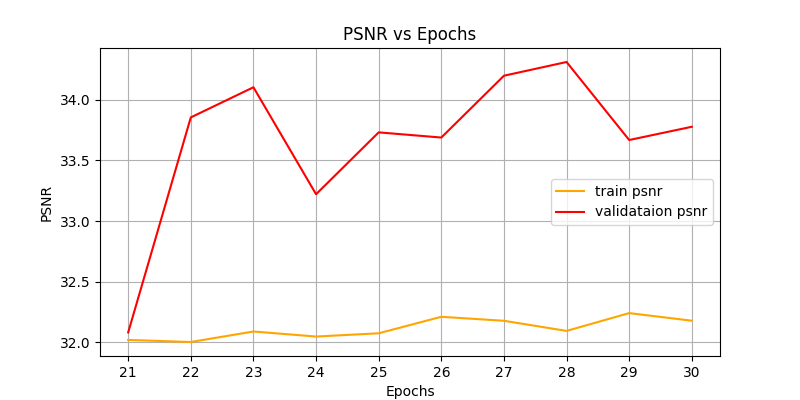 PSNR vs Epochs
34.0
33.5
33.0
32.5
32.0
PSNR
train psnr
validataion psnr
21 22 23 24 25 26 27 28 29 30
Epochs